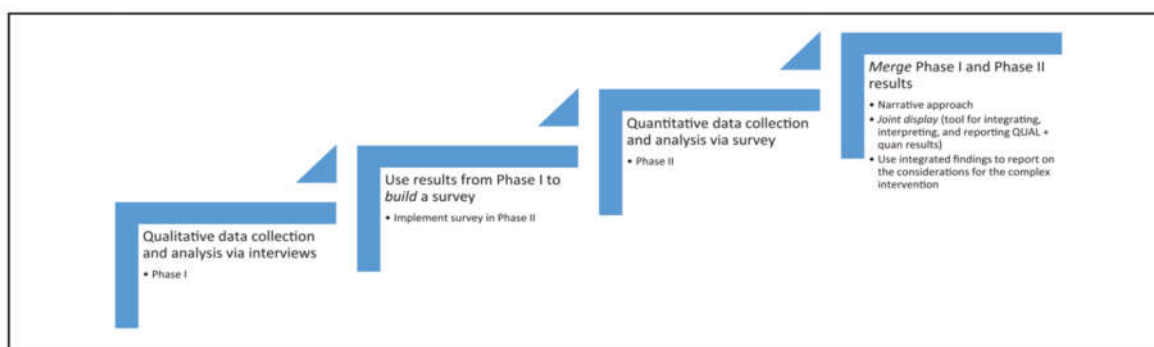 Qualitative data collection
and analysis via interviews
• Phase I
Use results from Phase I to
build a survey
• Implement survey in Phase II
Quantitative data collection
and analysis via survey
• Phase II
Merge Phase I and Phase II
results
• Narrative approach
• Joint display (tool for integrating,
interpreting, and reporting QUAL +
quan results)
• Use integrated findings to report on
the considerations for the complex
intervention